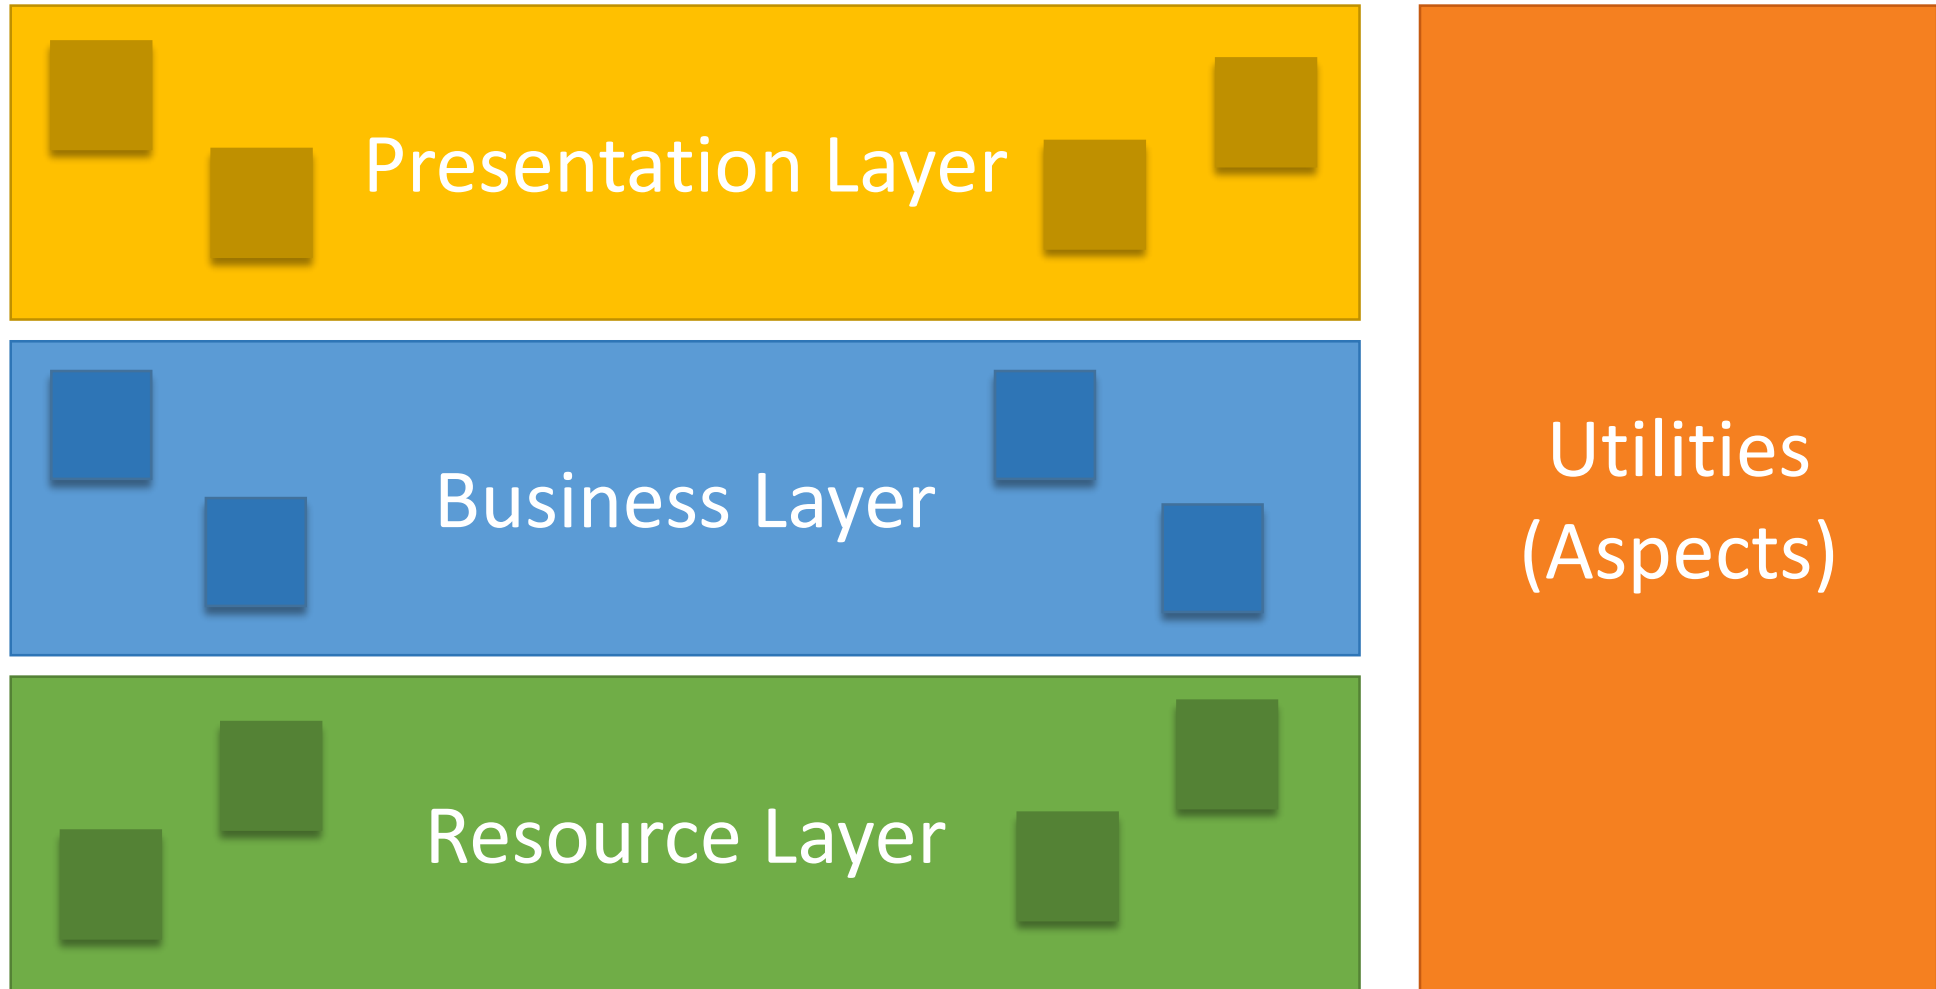 Presentation Layer
Business Layer
Resource Layer
Utilities
(Aspects)